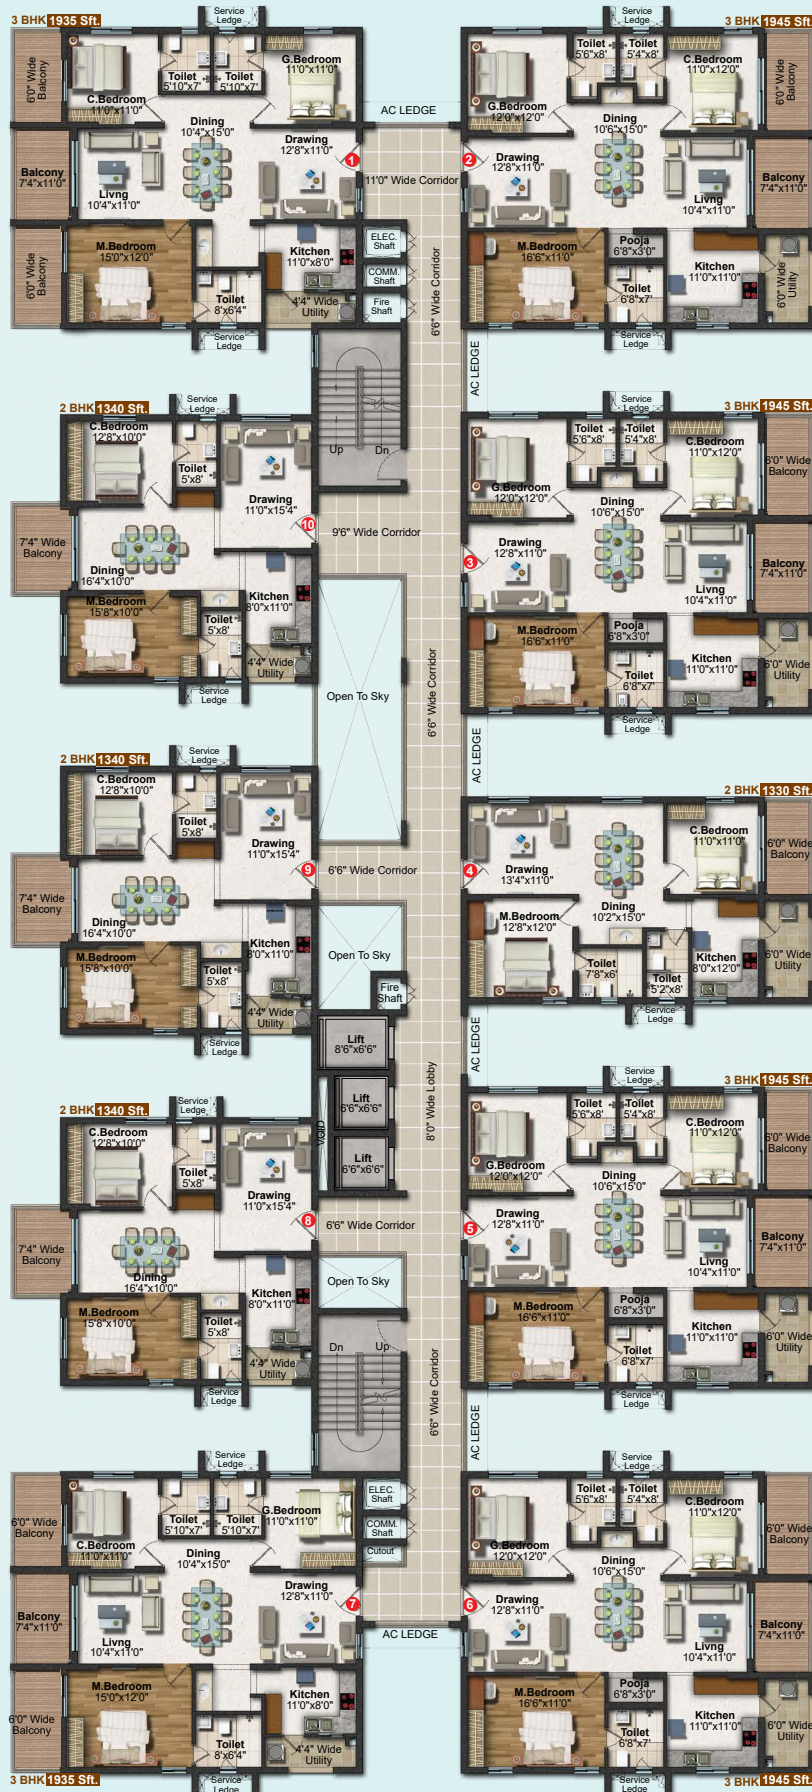 3 BHK 1935 Sft.
Service
Ledge
6'0" Wide
Balcony
C.Bedroom
11'0"x11'0"
Toilet
5'10"x7'
Toilet
5'10"x7'
G.Bedroom
11'0"x11'0"
Dining
10'4"x15'0"
Drawing
12'8"x11'0"
1
Balcony
7'4"x11'0"
Livng
10'4"x11'0"
6'0" Wide
Balcony
M.Bedroom
15'0"x12'0"
Toilet
8'x6'4"
Kitchen
11'0"x8'0"
4'4" Wide
Utility
Service
Ledge
AC LEDGE
11'0" Wide Corridor
ELEC.
Shaft
COMM.
Shaft
Fire
Shaft
6'6" Wide Corridor
3 BHK 1945 Sft.
Service
Ledge
G.Bedroom
12'0"x12'0"
Toilet
5'6"x8'
Toilet
5'4"x8'
C.Bedroom
11'0"x12'0"
6'0" Wide
Balcony
Dining
10'6"x15'0"
2
Drawing
12'8"x11'0"
Livng
10'4"x11'0"
Balcony
7'4"x11'0"
M.Bedroom
16'6"x11'0"
Pooja
6'8"x3'0"
Toilet
6'8"x7'
Kitchen
11'0"x11'0"
6'0" Wide
Utility
Service
Ledge
AC LEDGE
Up
Dn
2 BHK 1340 Sft.
Service
Ledge
C.Bedroom
12'8"x10'0"
Toilet
5'x8'
Drawing
11'0"x15'4"
10
7'4" Wide
Balcony
Dining
16'4"x10'0"
M.Bedroom
15'8"x10'0"
Toilet
5'x8'
Kitchen
8'0"x11'0"
4'4" Wide
Utility
Service
Ledge
9'6" Wide Corridor
Open To Sky
6'6" Wide Corridor
3 BHK 1945 Sft.
Service
Ledge
G.Bedroom
12'0"x12'0"
Toilet
5'6"x8'
Toilet
5'4"x8'
C.Bedroom
11'0"x12'0"
6'0" Wide
Balcony
Dining
10'6"x15'0"
3
Drawing
12'8"x11'0"
Livng
10'4"x11'0"
Balcony
7'4"x11'0"
M.Bedroom
16'6"x11'0"
Pooja
6'8"x3'0"
Toilet
6'8"x7'
Kitchen
11'0"x11'0"
6'0" Wide
Utility
Service
Ledge
AC LEDGE
2 BHK 1340 Sft.
Service
Ledge
C.Bedroom
12'8"x10'0"
Toilet
5'x8'
Drawing
11'0"x15'4"
9
7'4" Wide
Balcony
Dining
16'4"x10'0"
M.Bedroom
15'8"x10'0"
Toilet
5'x8'
Kitchen
8'0"x11'0"
4'4" Wide
Utility
Service
Ledge
6'6" Wide Corridor
Open To Sky
Fire
Shaft
2 BHK 1330 Sft.
4
Drawing
13'4"x11'0"
C.Bedroom
11'0"x11'0"
6'0" Wide
Balcony
Dining
10'2"x15'0"
M.Bedroom
12'8"x12'0"
Toilet
7'8"x6'
Toilet
5'2"x8'
Kitchen
8'0"x12'0"
6'0" Wide
Utility
Service
Ledge
AC LEDGE
Lift
8'6"x6'6"
Lift
6'6"x6'6"
Lift
6'6"x6'6"
VOID
8'0" Wide Lobby
2 BHK 1340 Sft.
Service
Ledge
C.Bedroom
12'8"x10'0"
Toilet
5'x8'
Drawing
11'0"x15'4"
8
7'4" Wide
Balcony
Dining
16'4"x10'0"
M.Bedroom
15'8"x10'0"
Toilet
5'x8'
Kitchen
8'0"x11'0"
4'4" Wide
Utility
Service
Ledge
6'6" Wide Corridor
Open To Sky
Dn
Up
6'6" Wide Corridor
3 BHK 1945 Sft.
Service
Ledge
G.Bedroom
12'0"x12'0"
Toilet
5'6"x8'
Toilet
5'4"x8'
C.Bedroom
11'0"x12'0"
6'0" Wide
Balcony
Dining
10'6"x15'0"
5
Drawing
12'8"x11'0"
Livng
10'4"x11'0"
Balcony
7'4"x11'0"
M.Bedroom
16'6"x11'0"
Pooja
6'8"x3'0"
Toilet
6'8"x7'
Kitchen
11'0"x11'0"
6'0" Wide
Utility
Service
Ledge
AC LEDGE
Service
Ledge
6'0" Wide
Balcony
C.Bedroom
11'0"x11'0"
Toilet
5'10"x7'
Toilet
5'10"x7'
G.Bedroom
11'0"x11'0"
ELEC.
Shaft
COMM.
Shaft
Cutout
Dining
10'4"x15'0"
Drawing
12'8"x11'0"
7
Balcony
7'4"x11'0"
Livng
10'4"x11'0"
AC LEDGE
6'0" Wide
Balcony
M.Bedroom
15'0"x12'0"
Toilet
8'x6'4"
Kitchen
11'0"x8'0"
4'4" Wide
Utility
3 BHK 1935 Sft.
Service
Ledge
Service
Ledge
G.Bedroom
12'0"x12'0"
Toilet
5'6"x8'
Toilet
5'4"x8'
C.Bedroom
11'0"x12'0"
6'0" Wide
Balcony
Dining
10'6"x15'0"
6
Drawing
12'8"x11'0"
Livng
10'4"x11'0"
Balcony
7'4"x11'0"
M.Bedroom
16'6"x11'0"
Pooja
6'8"x3'0"
Toilet
6'8"x7'
Kitchen
11'0"x11'0"
6'0" Wide
Utility
Service
Ledge
3 BHK 1945 Sft.